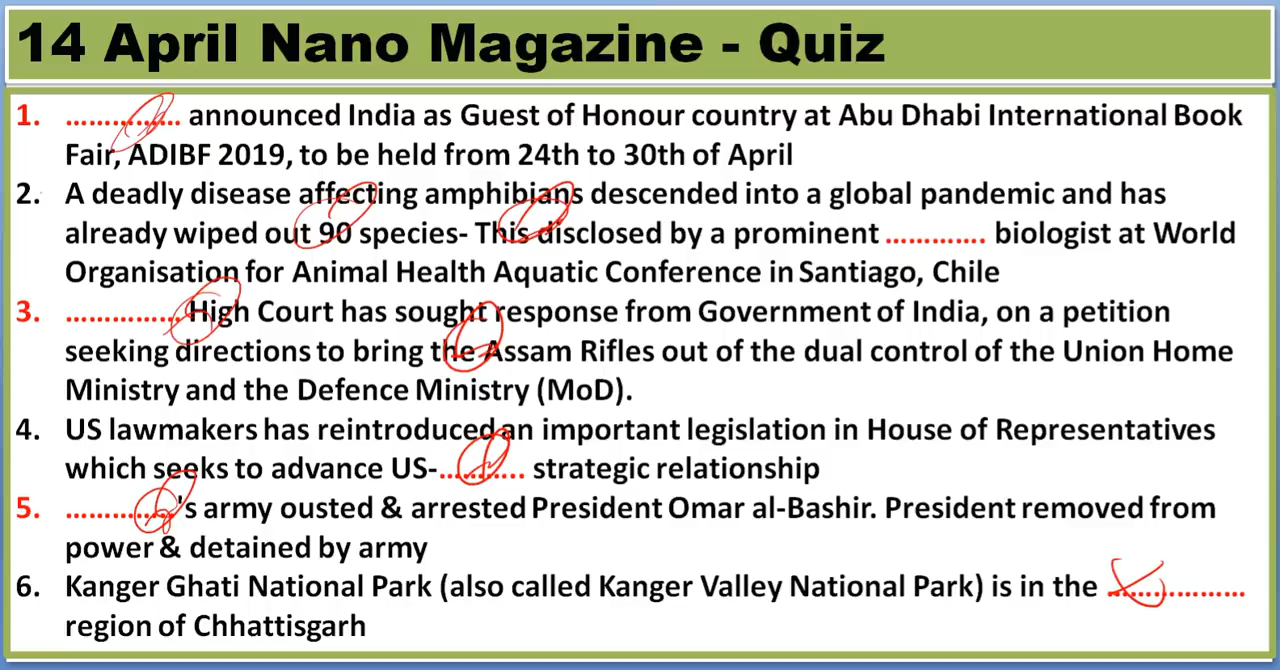 14 April Nano Magazine - Quiz
1. ................ announced India as Guest of Honour country at Abu Dhabi International Book
Fair, ADIBF 2019, to be held from 24th to 30th of April
2. A deadly disease affecting amphibians descended into a global pandemic and has
already wiped out 90 species- This disclosed by a prominent ............. biologist at World
Organisation for Animal Health Aquatic Conference in Santiago, Chile
3. ................ High Court has sought response from Government of India, on a petition
seeking directions to bring the Assam Rifles out of the dual control of the Union Home
Ministry and the Defence Ministry (MoD).
4. US lawmakers has reintroduced an important legislation in House of Representatives
which seeks to advance US-............ strategic relationship
5. ...............'s army ousted & arrested President Omar al-Bashir. President removed from
power & detained by army
6. Kanger Ghati National Park (also called Kanger Valley National Park) is in the ..................
region of Chhattisgarh